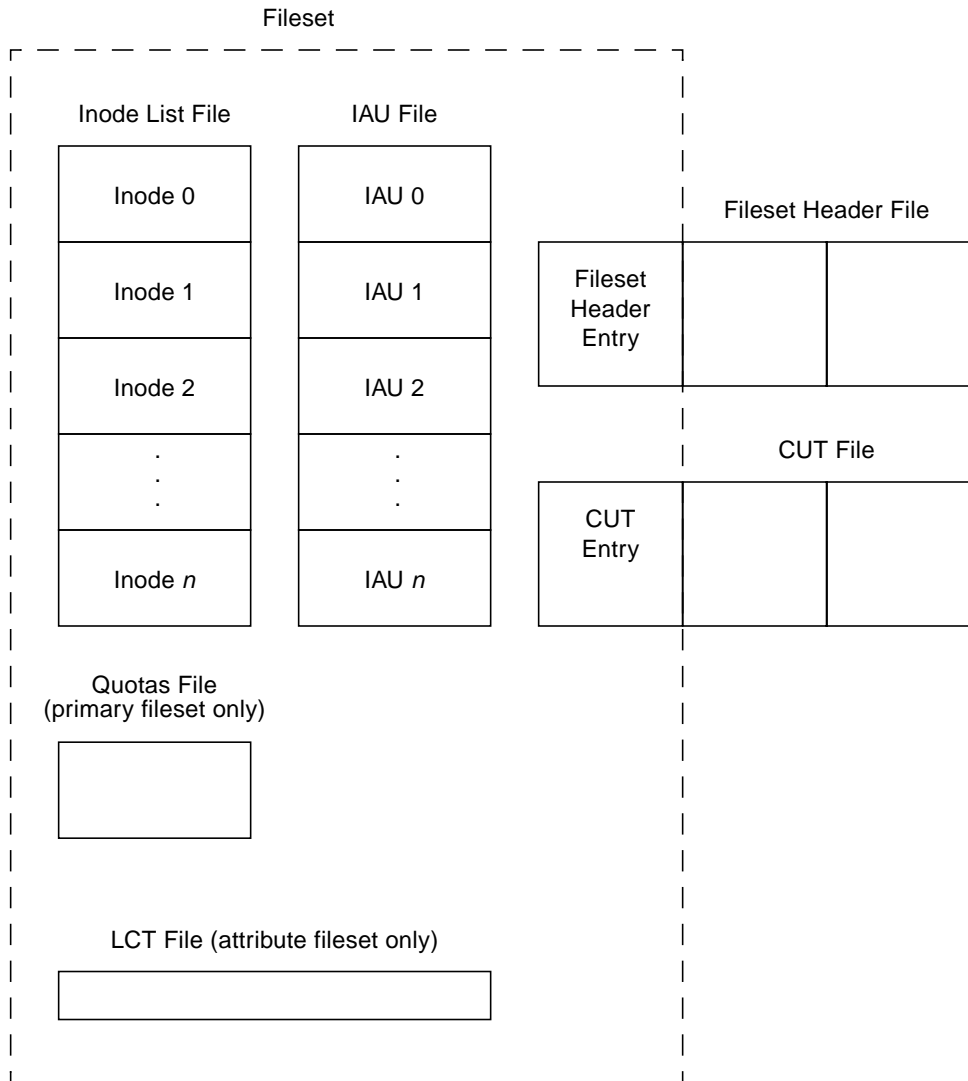 Fileset
Inode List File
IAU File
Inode 0
IAU 0
Fileset Header File
Inode 1
IAU 1
Fileset
Header
Entry
Inode 2
IAU 2
CUT File
.
.
.
.
.
.
CUT
Entry
Inode n
IAU n
Quotas File
(primary fileset only)
LCT File (attribute fileset only)